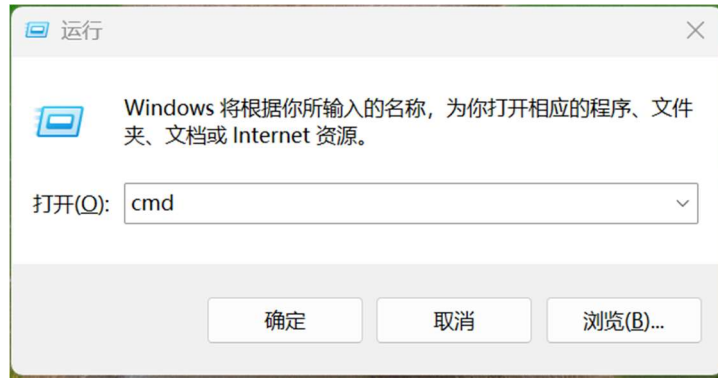 运行
Windows 将根据你所输入的名称，为你打开相应的程序、文件
夹、文档或 Internet 资源。
打开(O): cmd
确定 取消 浏览(B)...